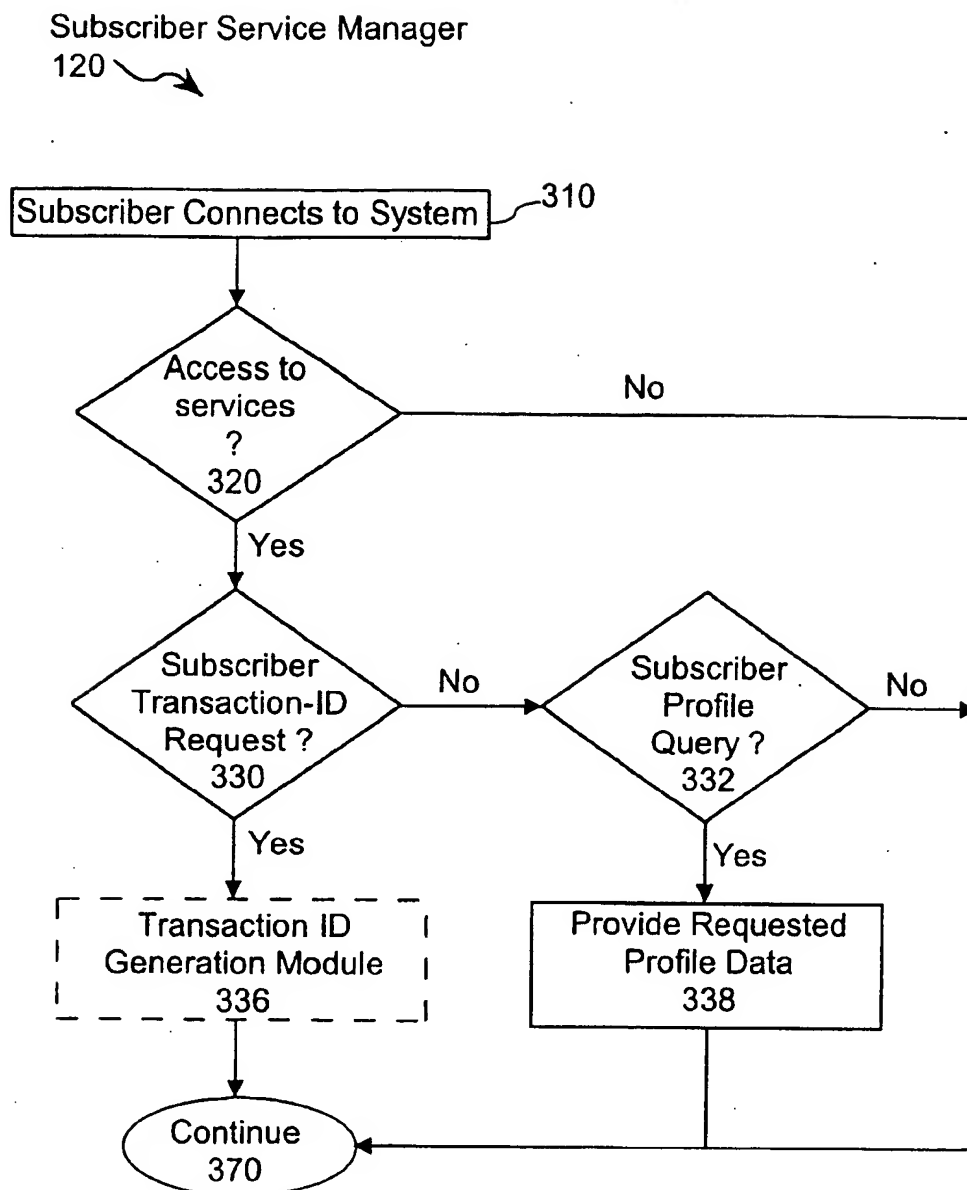 Subscriber Service Manager
120
Subscriber Connects to System
310
Access to
services
?
320
No
Yes
Subscriber
Transaction-ID
Request ?
330
No
Subscriber
Profile
Query ?
332
No
Yes
Yes
Transaction ID
Generation Module
336
Provide Requested
Profile Data
338
Continue
370